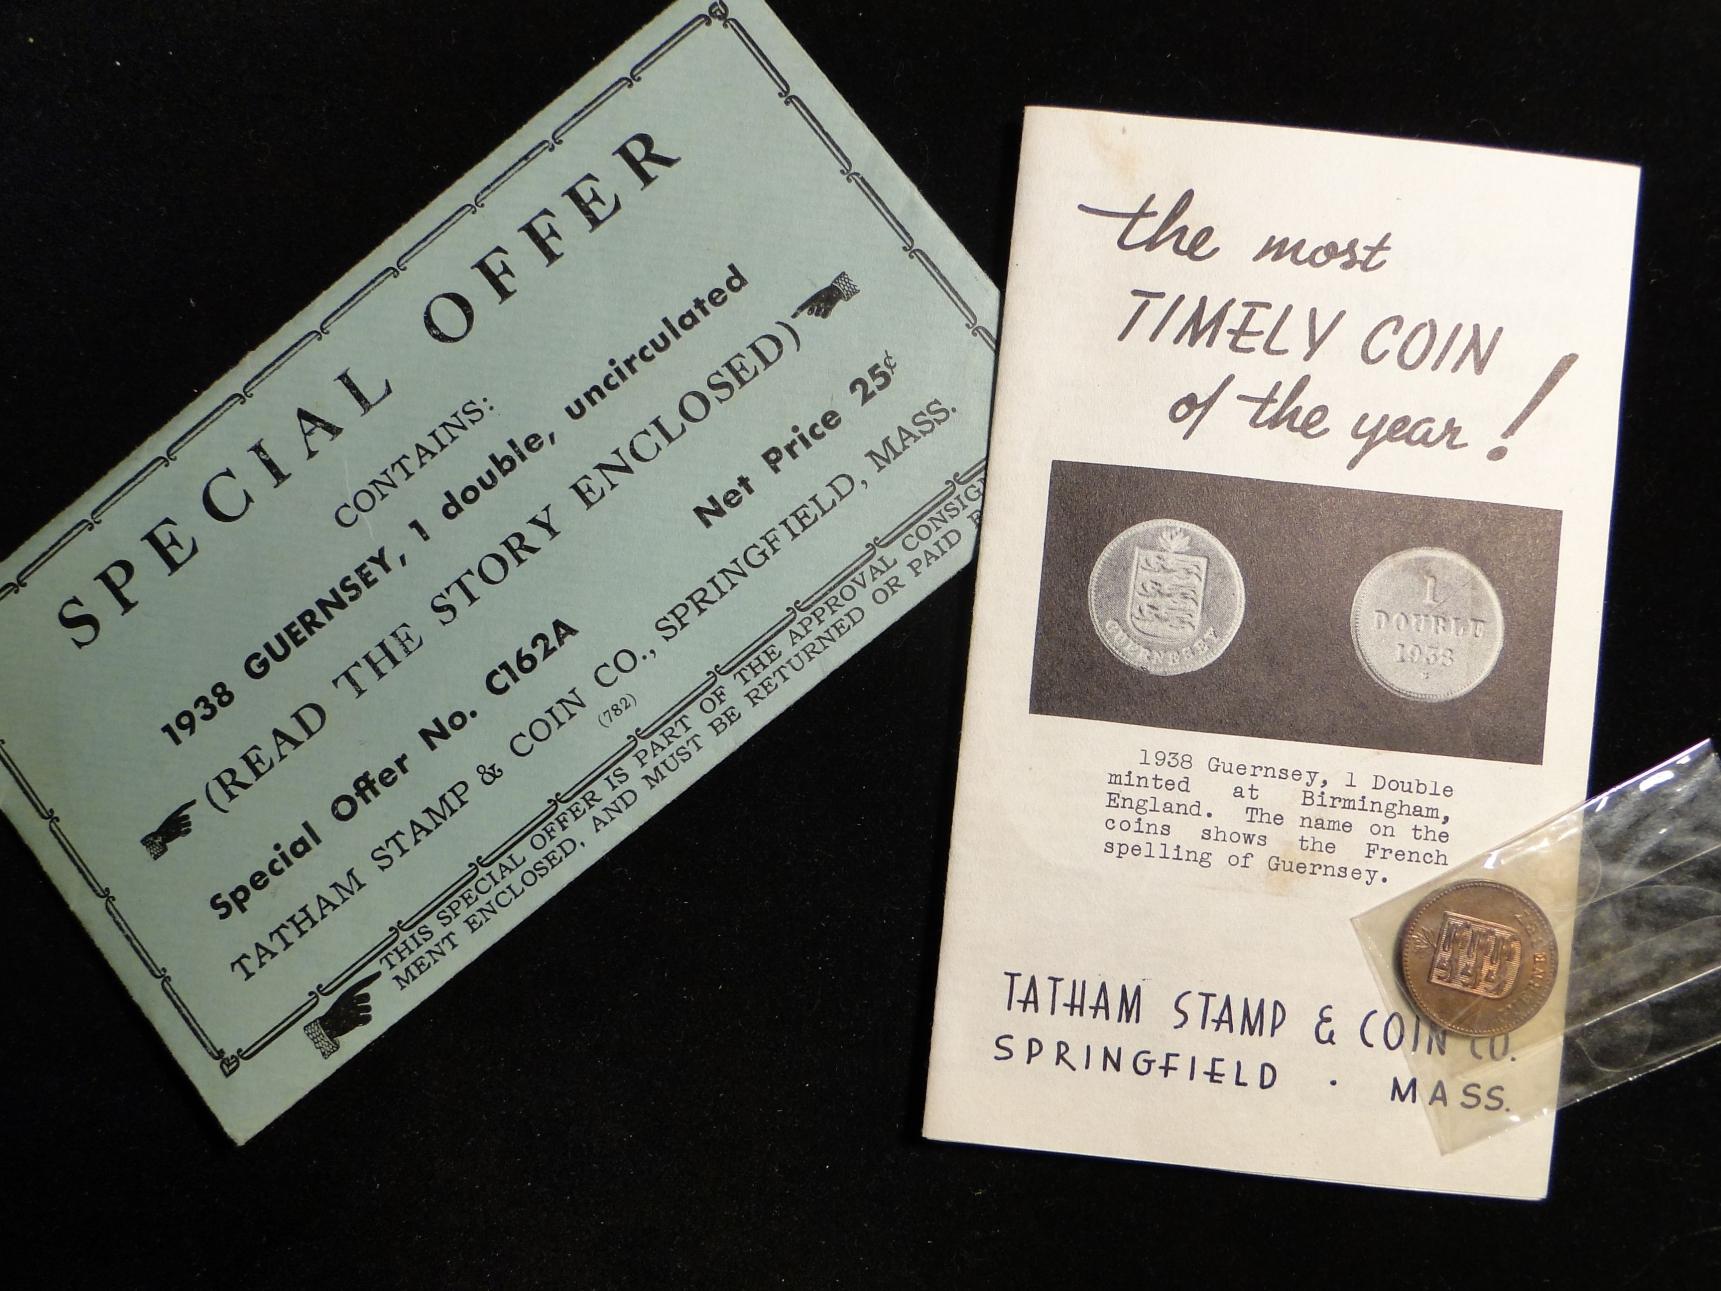 SPECIAL OFFER
CONTAINS:
1938 GUERNSEY, 1 double, uncirculated
(READ THE STORY ENCLOSED)
Special Offer No. C162A Net Price 25¢
TATHAM STAMP & COIN CO., SPRINGFIELD, MASS.
(782)
THIS SPECIAL OFFER IS PART OF THE APPROVAL CONSIGN
MENT ENCLOSED, AND MUST BE RETURNED OR PAID
the most
TIMELY COIN
of the year!
GUERNESEY
1
DOUBLE
1938
1938 Guernsey, 1 Double
minted at Birmingham,
England. The name on the
coins shows the French
spelling of Guernsey.
TATHAM STAMP & COIN CO.
SPRINGFIELD · MASS.